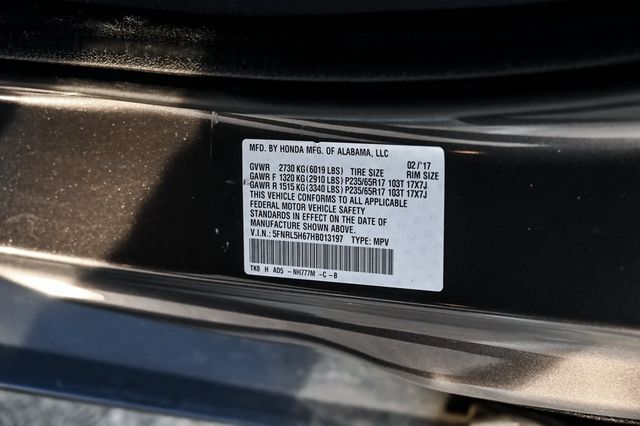 MFD. BY HONDA MFG. OF ALABAMA, LLC 02/'17
GVWR 2730 KG (6019 LBS) TIRE SIZE RIM SIZE
GAWR F 1320 KG (2910 LBS) P235/65R17 103T 17X7J
GAWR R 1515 KG (3340 LBS) P235/65R17 103T 17X7J
THIS VEHICLE CONFORMS TO ALL APPLICABLE
FEDERAL MOTOR VEHICLE SAFETY
STANDARDS IN EFFECT ON THE DATE OF
MANUFACTURE SHOWN ABOVE.
V.I.N.: 5FNRL5H67HB013197 TYPE: MPV
TK8 H AD5 -NH777M -C-B